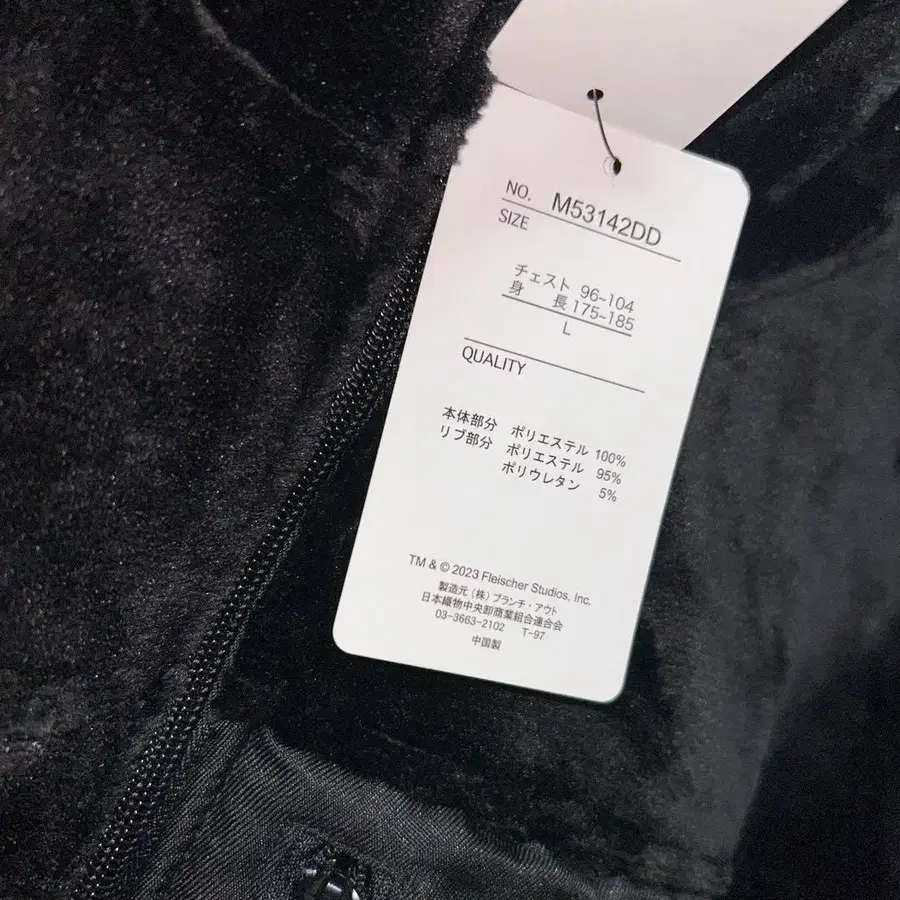 NO. M53142DD
SIZE
チェスト 96~104
身 長 175~185
L
QUALITY
本体部分 ポリエステル 100%
リブ部分 ポリエステル 95%
ポリウレタン 5%
TM & © 2023 Fleischer Studios, Inc.
製造元 (株) ブランチ・アウト
日本織物中央卸商業組合連合会
03-3663-2102 T-97
中国製